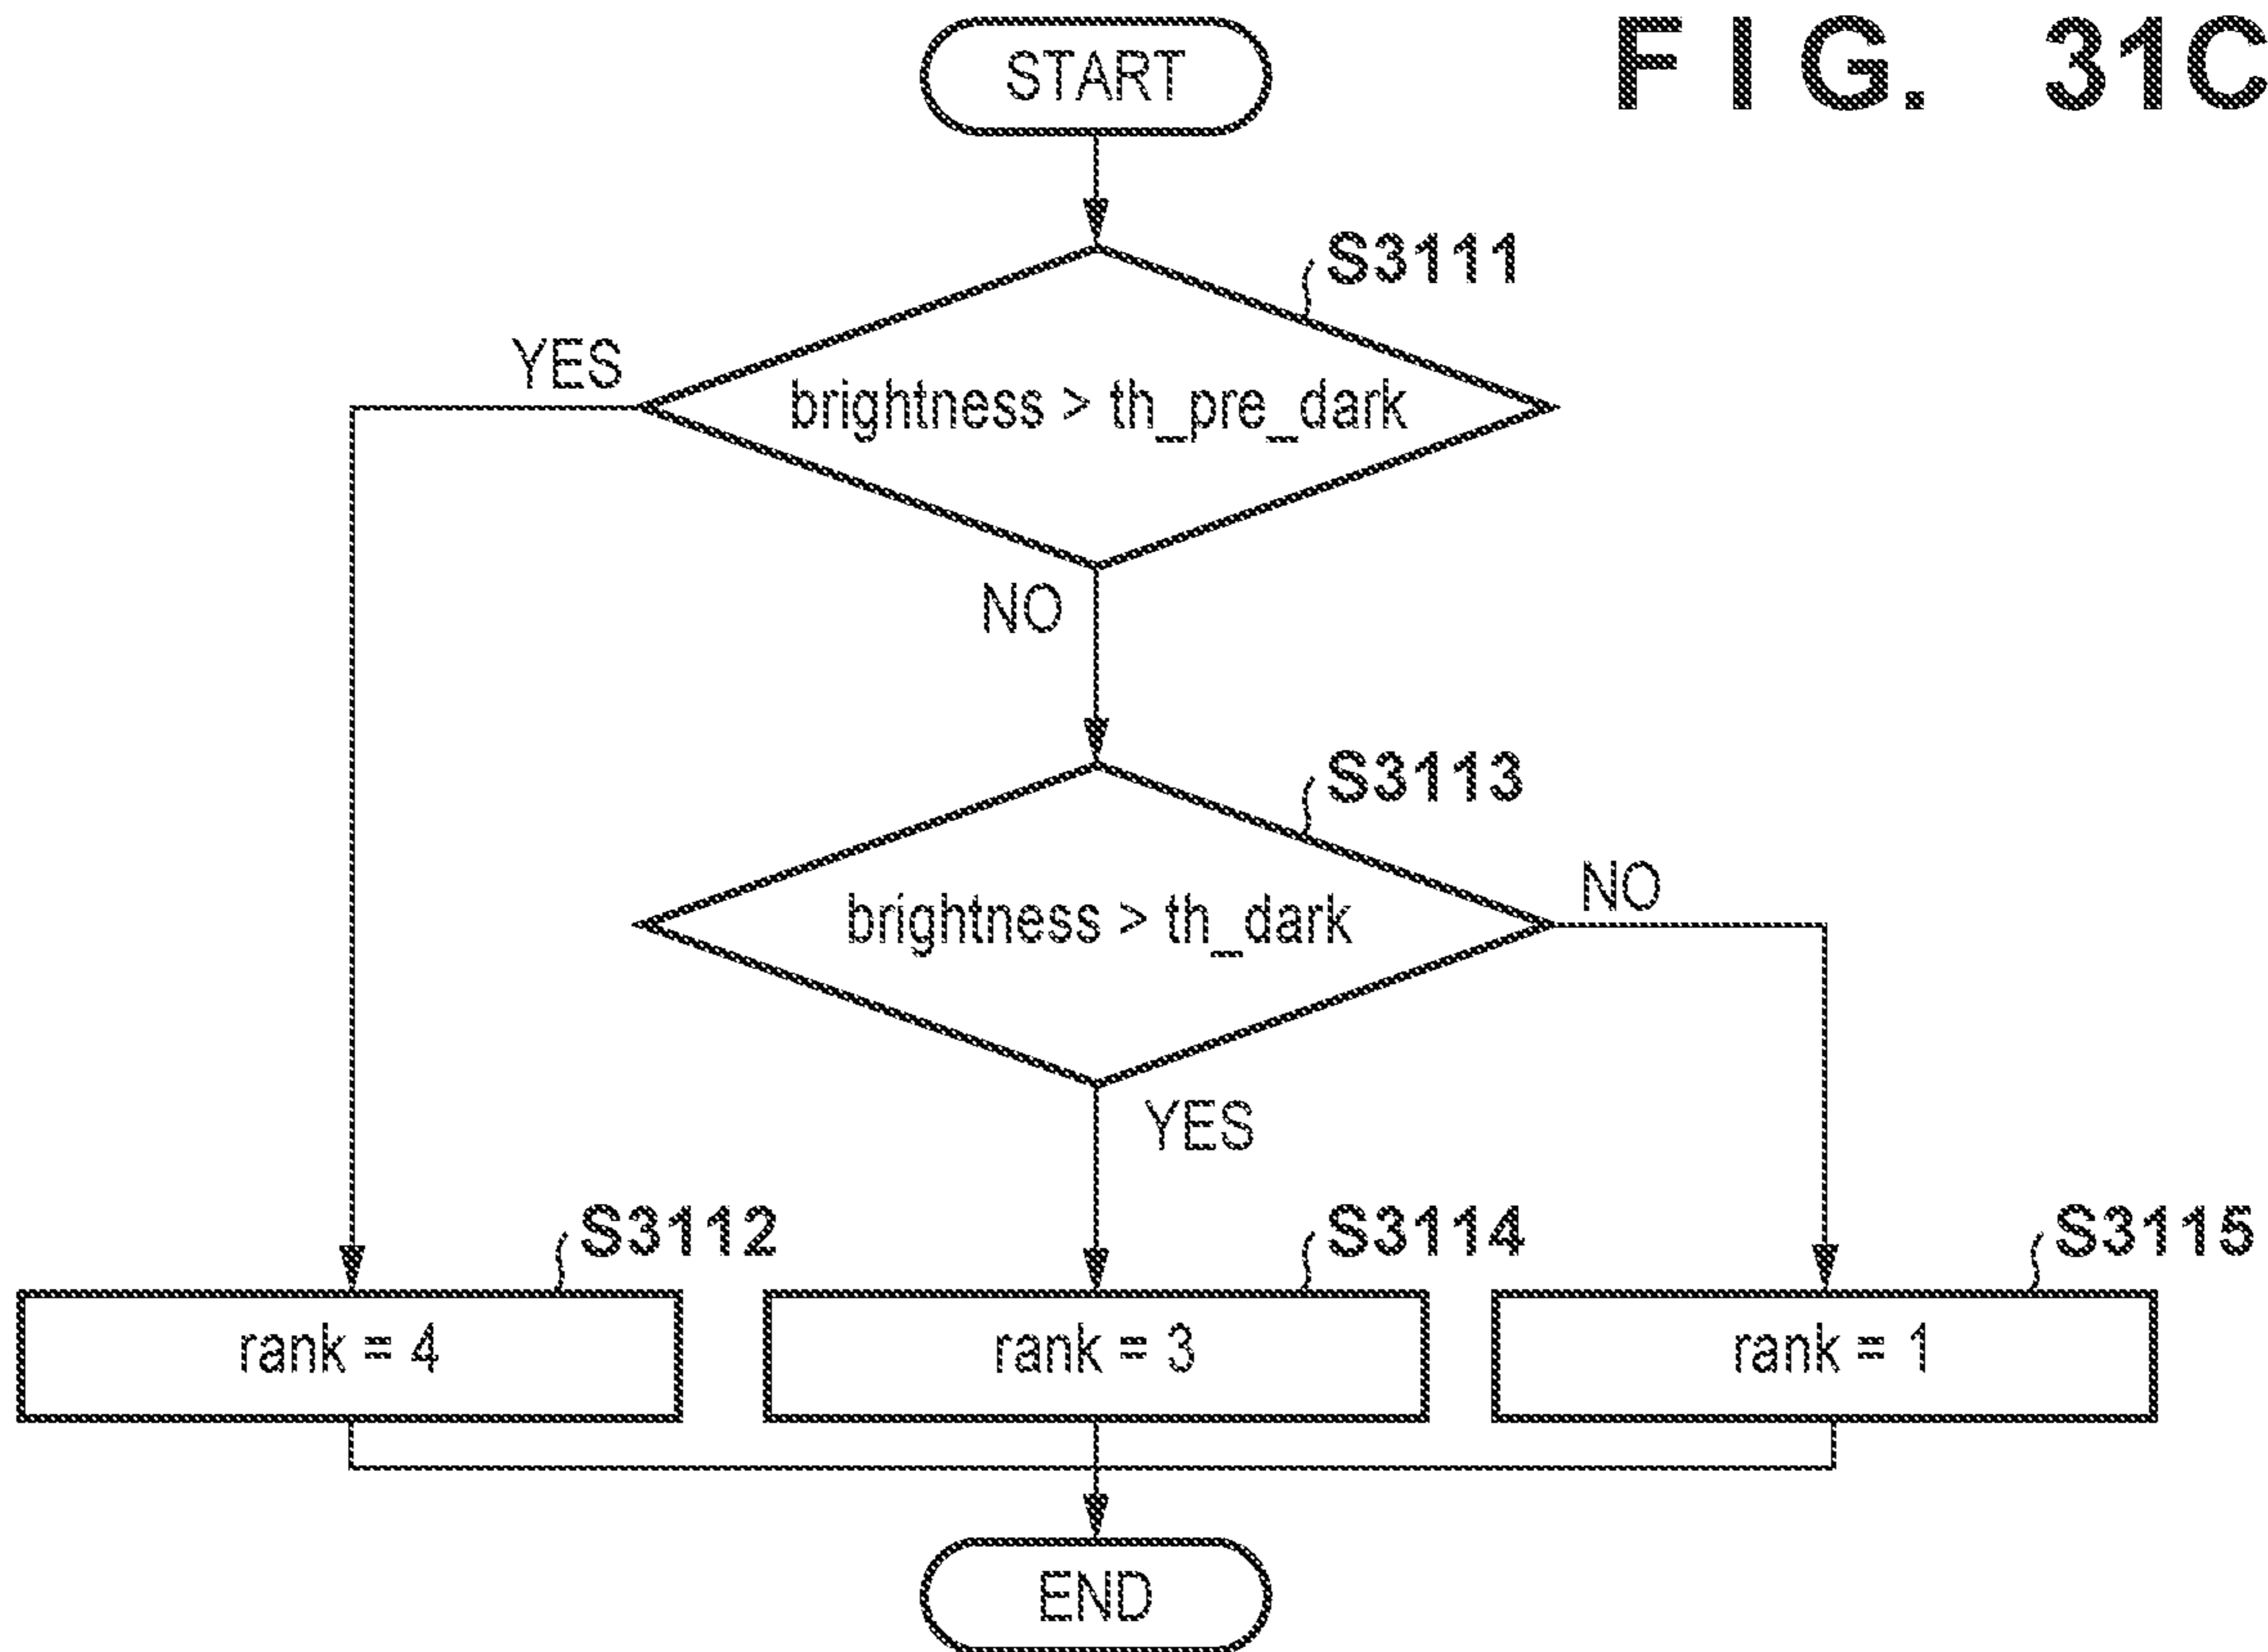 FIG. 31C
START
S3111
YES
brightness > th_pre_dark
NO
S3113
NO
brightness > th_dark
YES
S3112
S3114
S3115
rank = 4
rank = 3
rank = 1
END